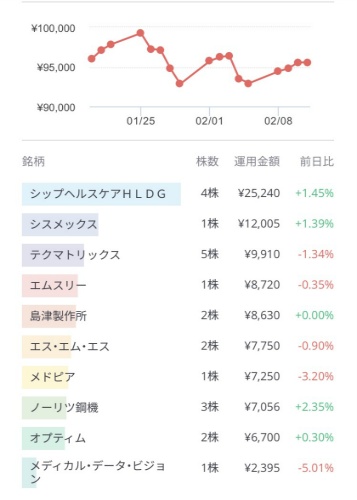 ¥100,000
¥95,000
¥90,000
01/25 02/01 02/08
銘柄 株数 運用金額 前日比
シップヘルスケアＨＬＤＧ 4株 ¥25,240 +1.45%
シスメックス 1株 ¥12,005 +1.39%
テクマトリックス 5株 ¥9,910 -1.34%
エムスリー 1株 ¥8,720 -0.35%
島津製作所 2株 ¥8,630 +0.00%
エス・エム・エス 2株 ¥7,750 -0.90%
メドピア 1株 ¥7,250 -3.20%
ノーリツ鋼機 3株 ¥7,056 +2.35%
オプティム 2株 ¥6,700 +0.30%
メディカル・データ・ビジョ
ン 1株 ¥2,395 -5.01%